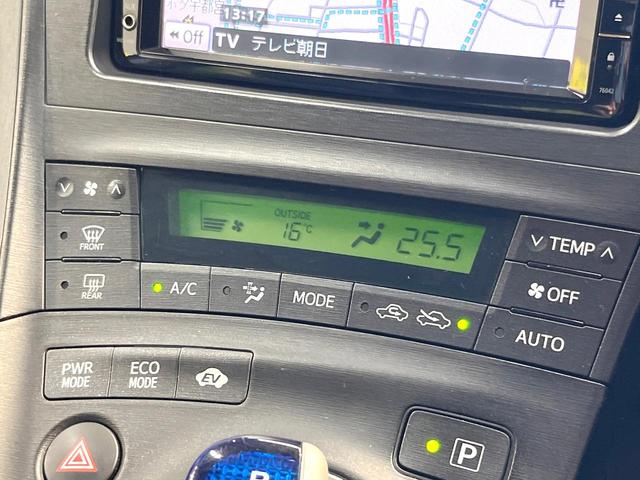 13:17
Off
TV テレビ朝日
76042
OUTSIDE
16°C
25.5
FRONT
REAR
A/C
MODE
TEMP
OFF
AUTO
PWR
MODE
ECO
MODE
EV
P